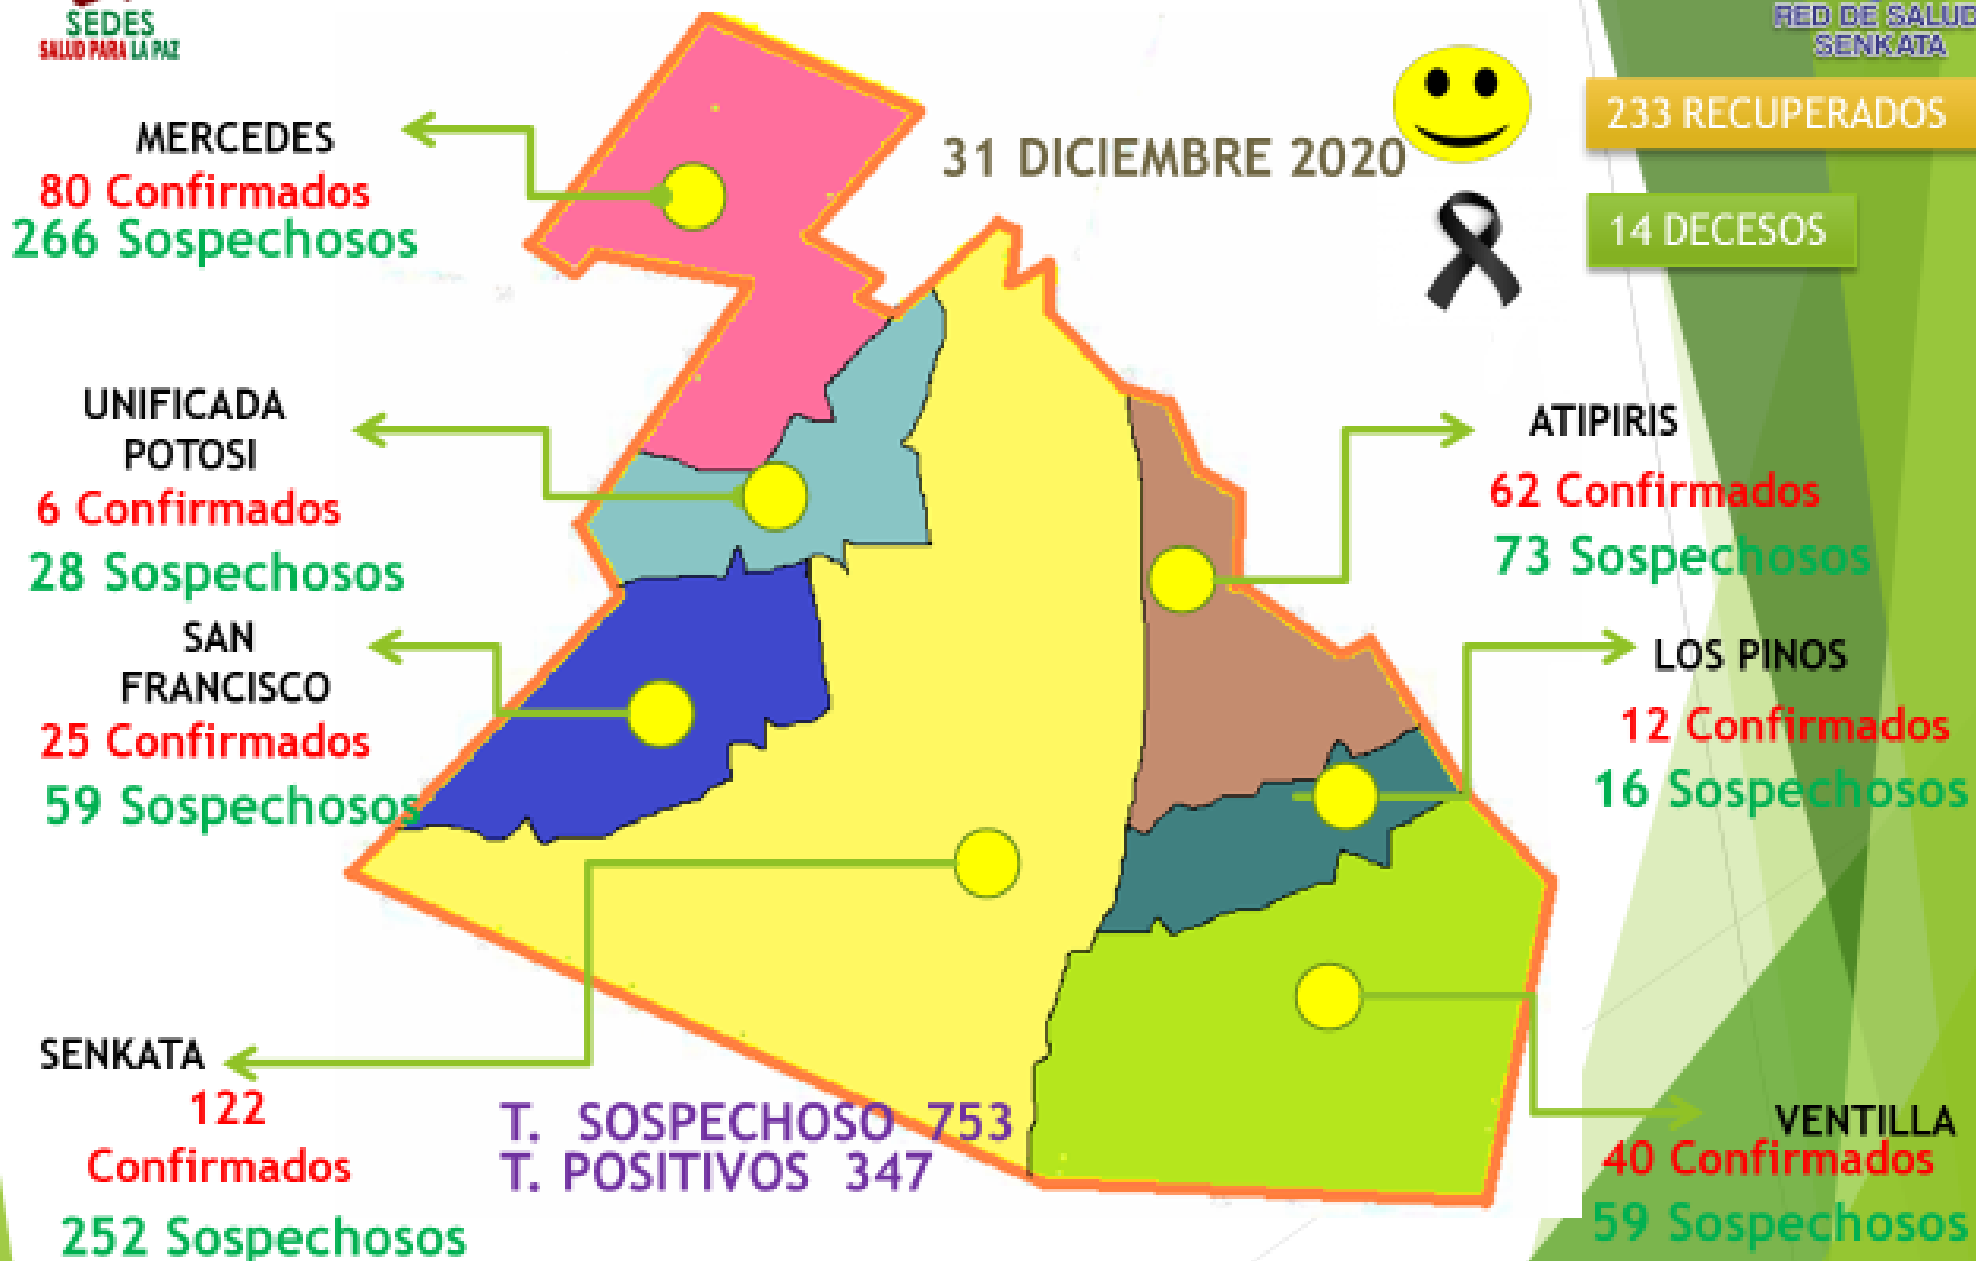 SEDES
SALUD PARA LA PAZ
RED DE SALUD
SENKATA
31 DICIEMBRE 2020
233 RECUPERADOS
14 DECESOS
MERCEDES
80 Confirmados
266 Sospechosos
UNIFICADA
POTOSI
6 Confirmados
28 Sospechosos
SAN
FRANCISCO
25 Confirmados
59 Sospechosos
SENKATA
122
Confirmados
252 Sospechosos
T. SOSPECHOSO 753
T. POSITIVOS 347
ATIPIRIS
62 Confirmados
73 Sospechosos
LOS PINOS
12 Confirmados
16 Sospechosos
VENTILLA
40 Confirmados
59 Sospechosos